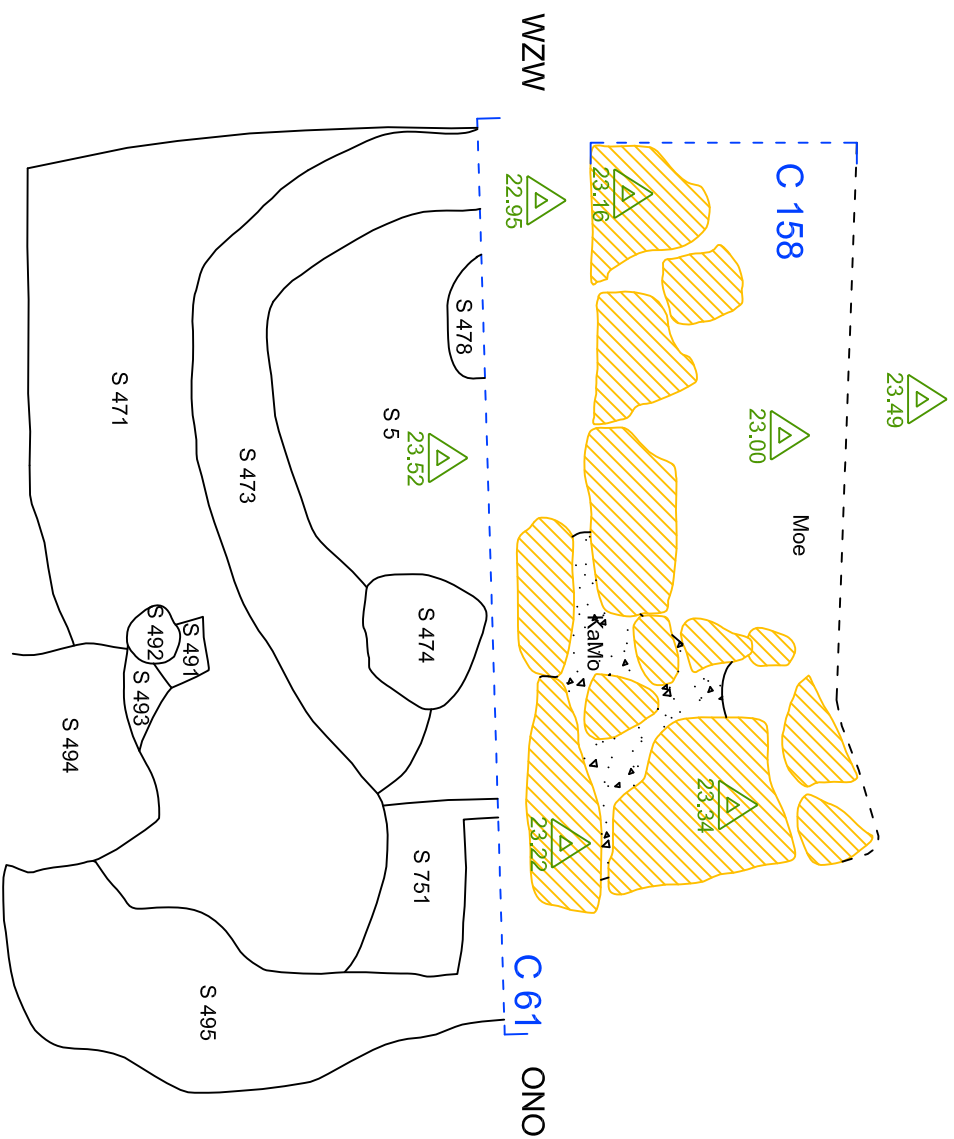 23.49
C 158
Moe
23.00
23.34
23.16
KaMo
23.22
WZW
ONO
C 61
22.95
S 478
S 474
S 751
23.52
S 5
S 473
S 495
S 491
S 492
S 493
S 471
S 494